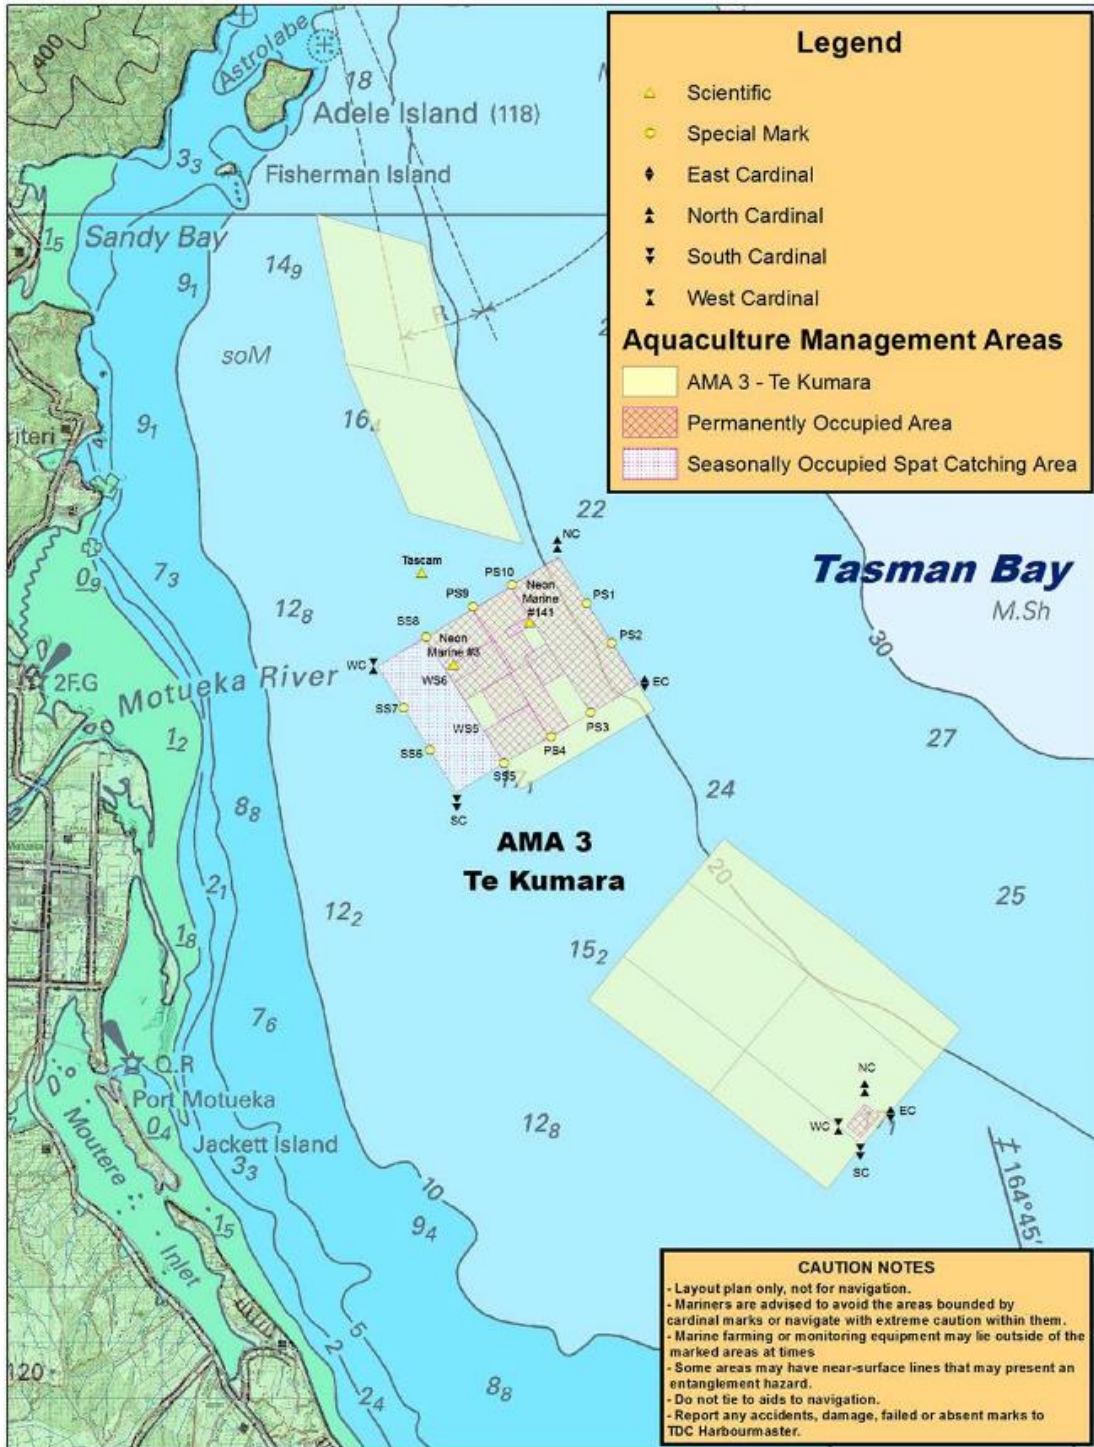 Legend
Scientific
Special Mark
East Cardinal
North Cardinal
South Cardinal
West Cardinal
Aquaculture Management Areas
AMA 3 - Te Kumara
Permanently Occupied Area
Seasonally Occupied Spat Catching Area
400
Astrolabe
18
Adele Island (118)
33
Fisherman Island
15
Sandy Bay
149
91
R
soM
iteri
91
164
22
NC
Tasman Bay
M.Sh
09
73
Tascam
128
PS10
PS9
Neon
Marine
#141
PS1
SS8
Neon
Marine #3
PS2
30
WC
WS6
EC
2F.G
Motueka River
SS7
WS5
PS3
12
SS6
PS4
27
SS5
171
24
88
SC
AMA 3
Te Kumara
20
21
122
25
18
152
76
Q.R
NC
Port Motueka
WC
EC
04
128
SC
Jackett Island
Moutere
Inlet
33
10
164°45'
15
94
5
2
120
24
88
CAUTION NOTES
- Layout plan only, not for navigation.
- Mariners are advised to avoid the areas bounded by
cardinal marks or navigate with extreme caution within them.
- Marine farming or monitoring equipment may lie outside of the
marked areas at times
- Some areas may have near-surface lines that may present an
entanglement hazard.
- Do not tie to aids to navigation.
- Report any accidents, damage, failed or absent marks to
TDC Harbourmaster.